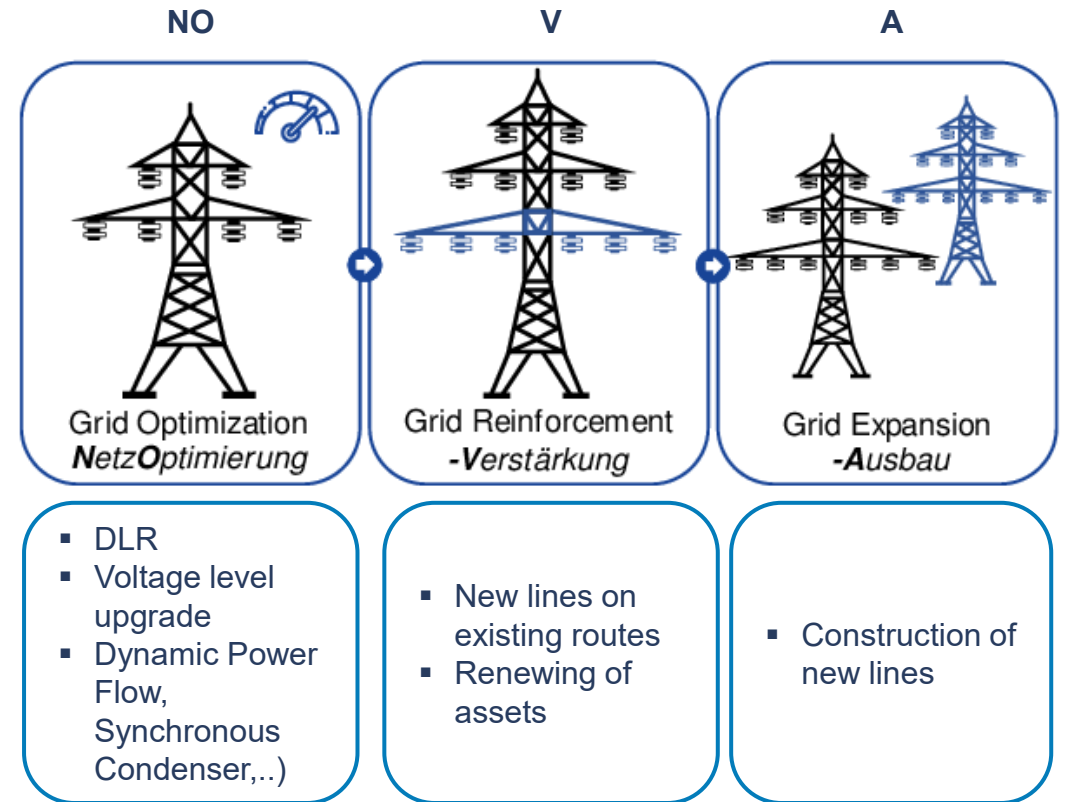 NO
V
A
Grid Optimization
NetzOptimierung
Grid Reinforcement
-Verstärkung
Grid Expansion
-Ausbau
▪ DLR
▪ Voltage level
upgrade
▪ Dynamic Power
Flow,
Synchronous
Condenser,..)
▪ New lines on
existing routes
▪ Renewing of
assets
▪ Construction of
new lines